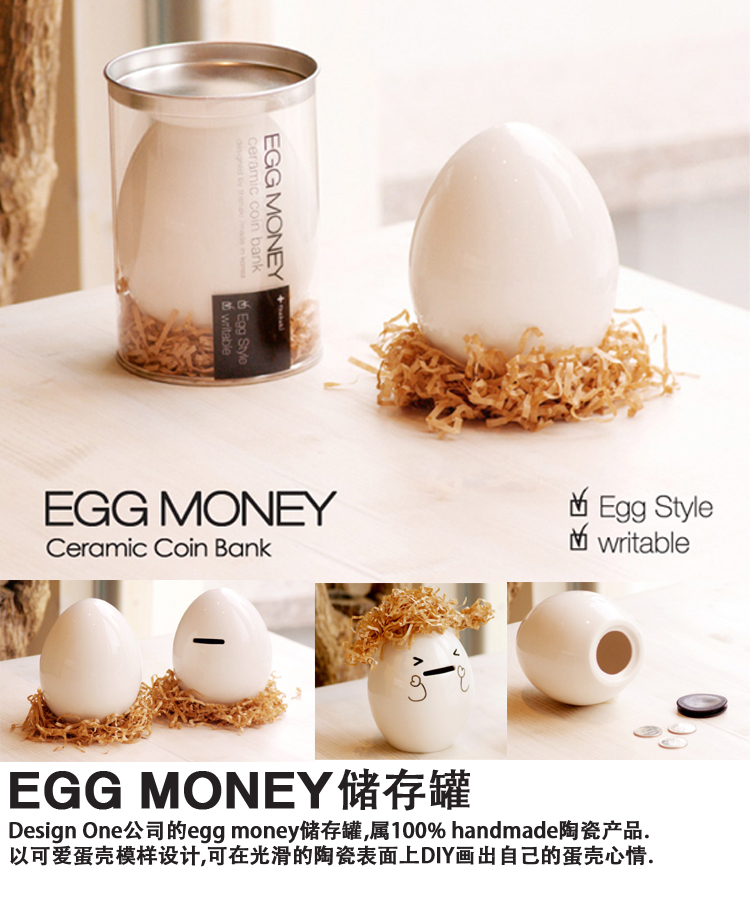 EGG MONEY
ceramic coin bank
Egg Style
writable
EGG MONEY
Ceramic Coin Bank
Egg Style
writable
EGG MONEY储存罐
Design One公司的egg money储存罐,属100% handmade陶瓷产品.
以可爱蛋壳模样设计,可在光滑的陶瓷表面上DIY画出自己的蛋壳心情.